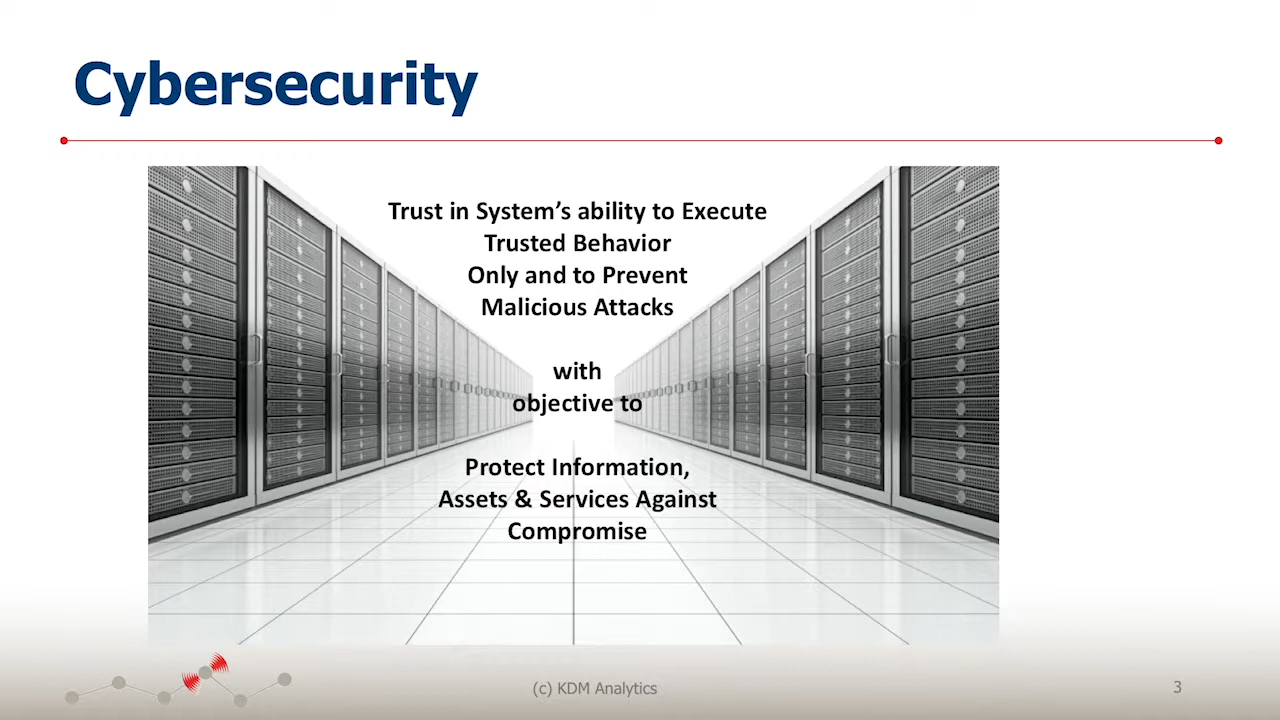 Cybersecurity
Trust in System’s ability to Execute
Trusted Behavior
Only and to Prevent
Malicious Attacks
with
objective to
Protect Information,
Assets & Services Against
Compromise
(c) KDM Analytics
3